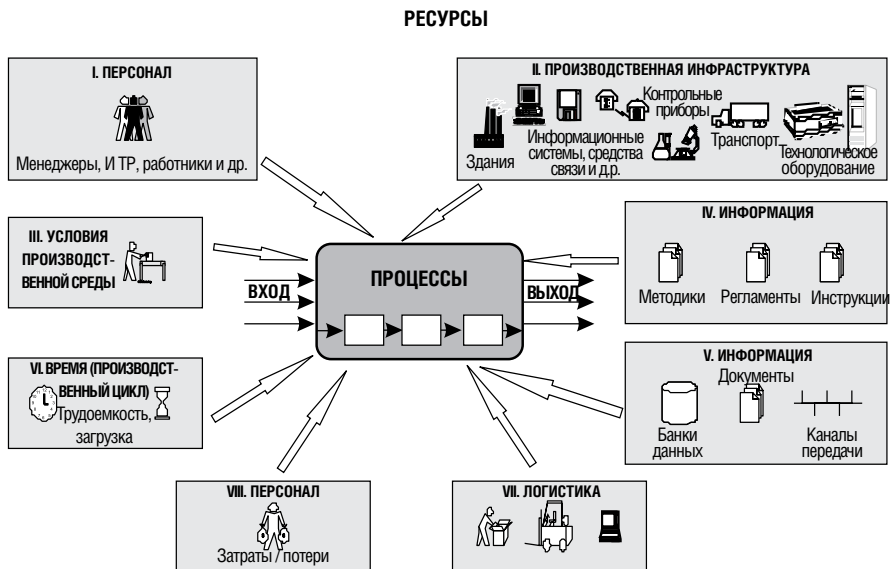 РЕСУРСЫ
I. ПЕРСОНАЛ
Менеджеры, И ТР, работники и др.
II. ПРОИЗВОДСТВЕННАЯ ИНФРАСТРУКТУРА
Контрольные
приборы
Здания
Информационные
системы, средства
связи и д.р.
Транспорт
Технологическое
оборудование
III. УСЛОВИЯ
ПРОИЗВОДСТ-
ВЕННОЙ СРЕДЫ
IV. ИНФОРМАЦИЯ
Методики
Регламенты
Инструкции
ВХОД
ПРОЦЕССЫ
ВЫХОД
VI. ВРЕМЯ (ПРОИЗВОДСТ-
ВЕННЫЙ ЦИКЛ)
Трудоемкость,
загрузка
V. ИНФОРМАЦИЯ
Документы
Банки
данных
Каналы
передачи
VIII. ПЕРСОНАЛ
Затраты / потери
VII. ЛОГИСТИКА